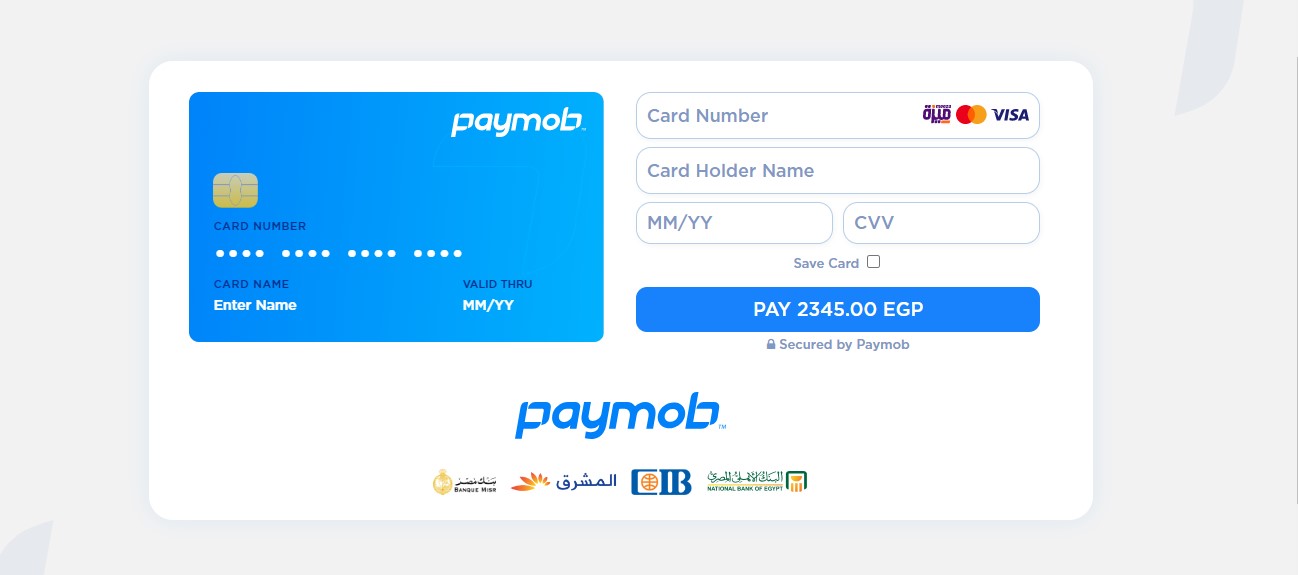 paymob™
CARD NUMBER
CARD NAME
VALID THRU
Enter Name
MM/YY
Card Number
ميزة
VISA
Card Holder Name
MM/YY
CVV
Save Card
PAY 2345.00 EGP
Secured by Paymob
paymob™
بنك مصر
BANQUE MISR
المشرق
CIB
البنك الأهلي المصري
NATIONAL BANK OF EGYPT